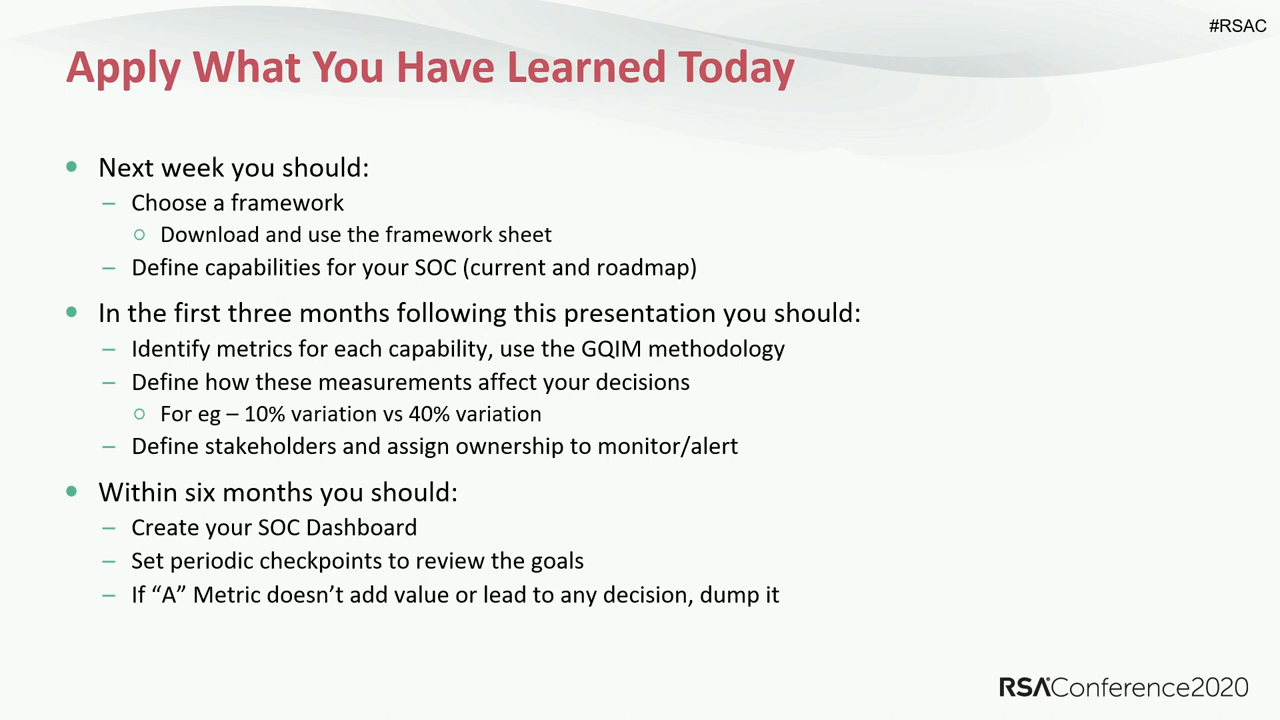 #RSAC
Apply What You Have Learned Today
• Next week you should:
– Choose a framework
○ Download and use the framework sheet
– Define capabilities for your SOC (current and roadmap)
• In the first three months following this presentation you should:
– Identify metrics for each capability, use the GQIM methodology
– Define how these measurements affect your decisions
○ For eg – 10% variation vs 40% variation
– Define stakeholders and assign ownership to monitor/alert
• Within six months you should:
– Create your SOC Dashboard
– Set periodic checkpoints to review the goals
– If “A” Metric doesn’t add value or lead to any decision, dump it
RSAConference2020